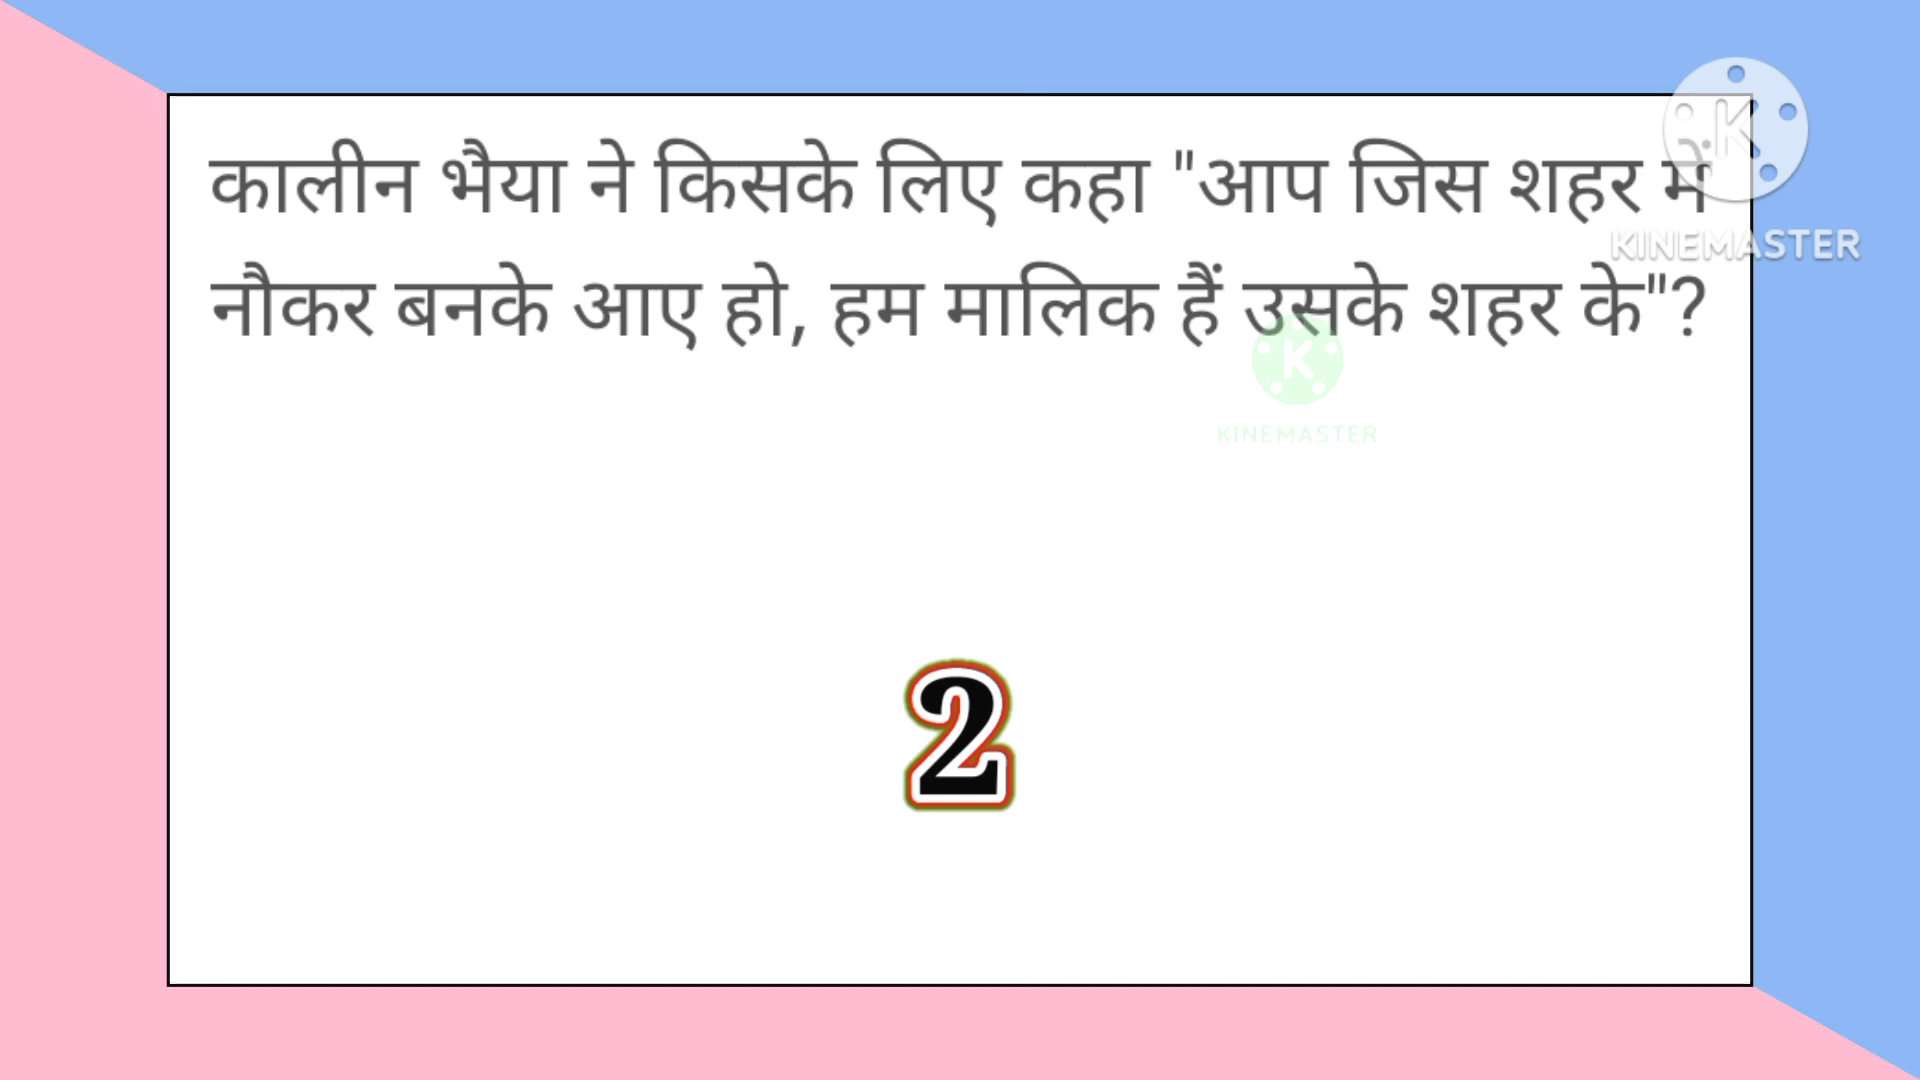 कालीन भैया ने किसके लिए कहा "आप जिस शहर में
नौकर बनके आए हो, हम मालिक हैं उसके शहर के"?
KINEMASTER
KINEMASTER
2